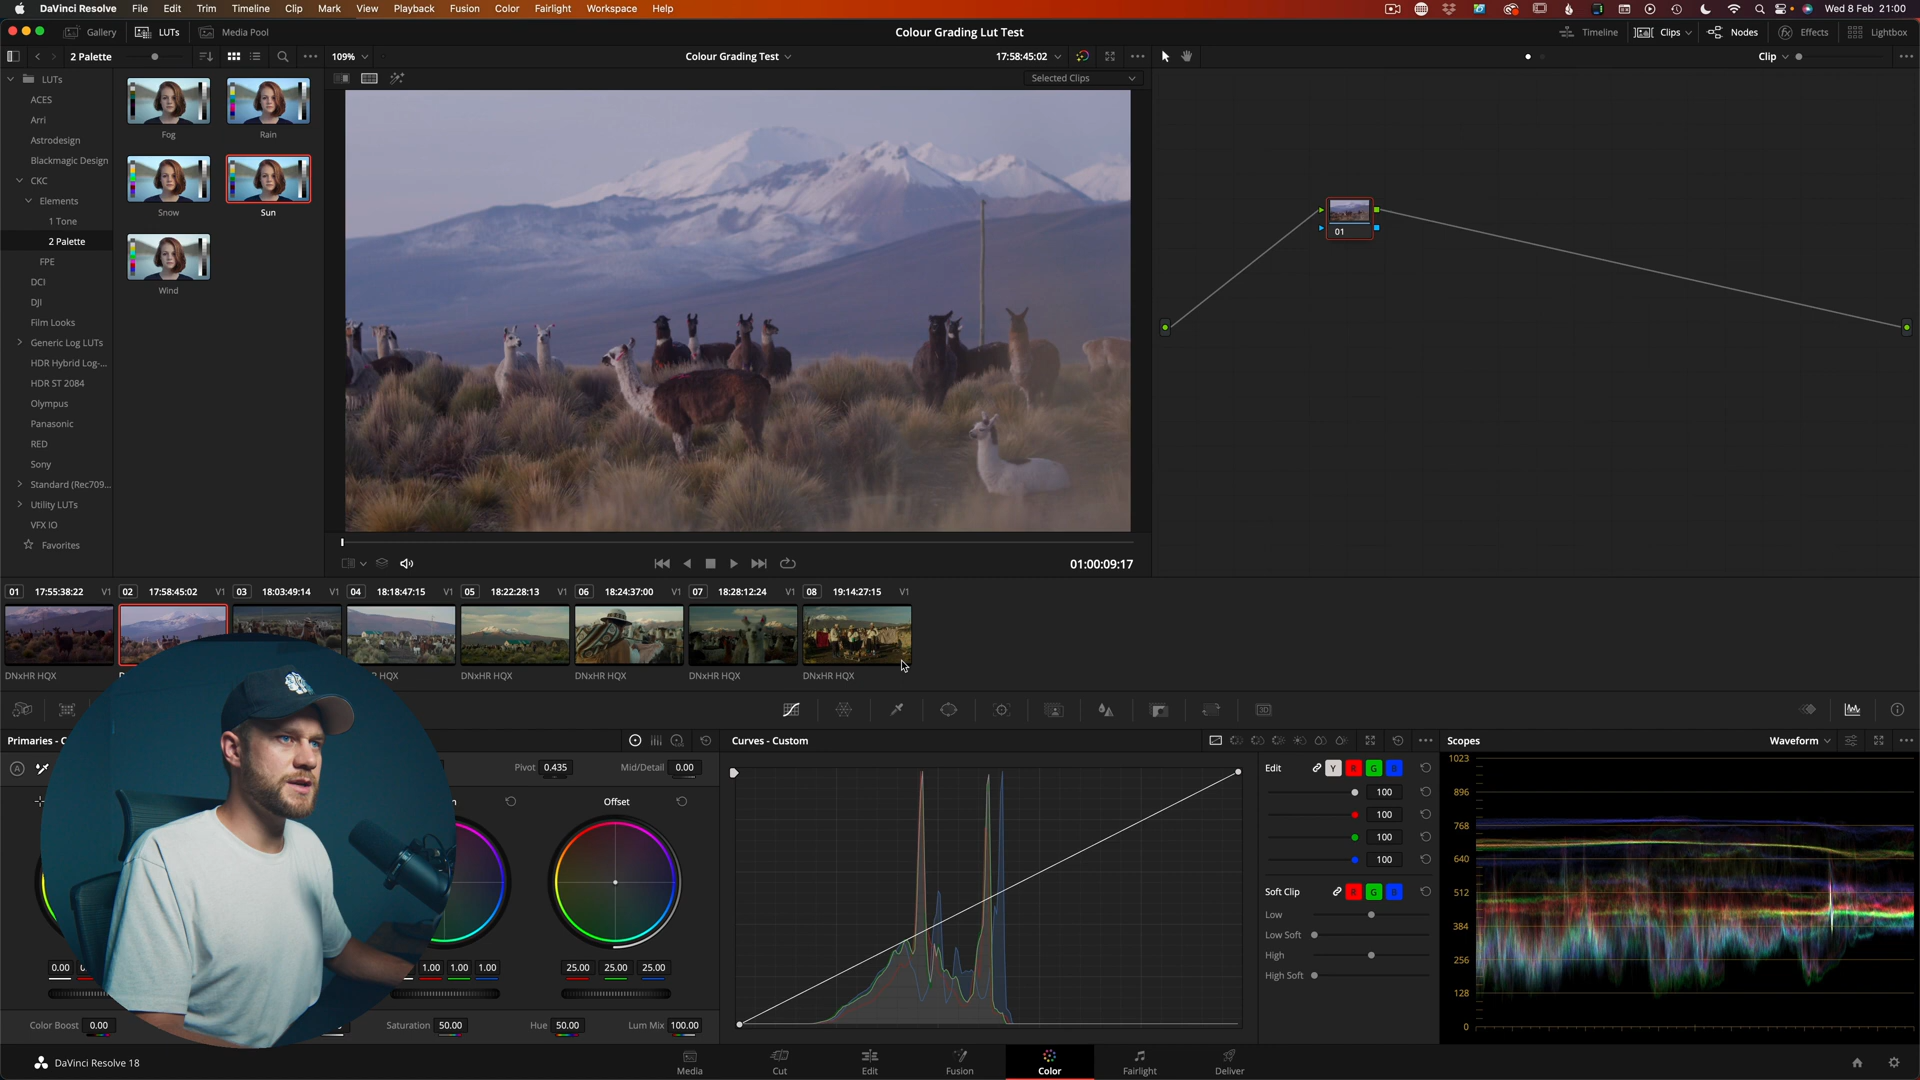 DaVinci Resolve File Edit Trim Timeline Clip Mark View Playback Fusion Color Fairlight Workspace Help Wed 8 Feb 21:00
Gallery LUTs Media Pool Colour Grading Lut Test Timeline Clips Nodes Effects Lightbox
2 Palette 109% Colour Grading Test 17:58:45:02 Clip
Selected Clips
LUTs
ACES
Arri
Astrodesign
Blackmagic Design
CKC
Elements
1 Tone
2 Palette
FPE
DCI
DJI
Film Looks
Generic Log LUTs
HDR Hybrid Log-...
HDR ST 2084
Olympus
Panasonic
RED
Sony
Standard (Rec709...
Utility LUTs
VFX IO
Favorites
Fog Rain
Snow Sun
Wind
01
01:00:09:17
01 17:55:38:22 V1 02 17:58:45:02 V1 03 18:03:49:14 V1 04 18:18:47:15 V1 05 18:22:28:13 V1 06 18:24:37:00 V1 07 18:28:12:24 V1 08 19:14:27:15 V1
DNxHR HQX HQX DNxHR HQX DNxHR HQX DNxHR HQX DNxHR HQX
Primaries - C Curves - Custom Scopes Waveform
Pivot 0.435 Mid/Detail 0.00
Offset
0.00 1.00 1.00 1.00 25.00 25.00 25.00
Color Boost 0.00 Saturation 50.00 Hue 50.00 Lum Mix 100.00
Edit Y R G B
100
100
100
100
Soft Clip R G B
Low
Low Soft
High
High Soft
1023
896
768
640
512
384
256
128
0
DaVinci Resolve 18 Media Cut Edit Fusion Color Fairlight Deliver